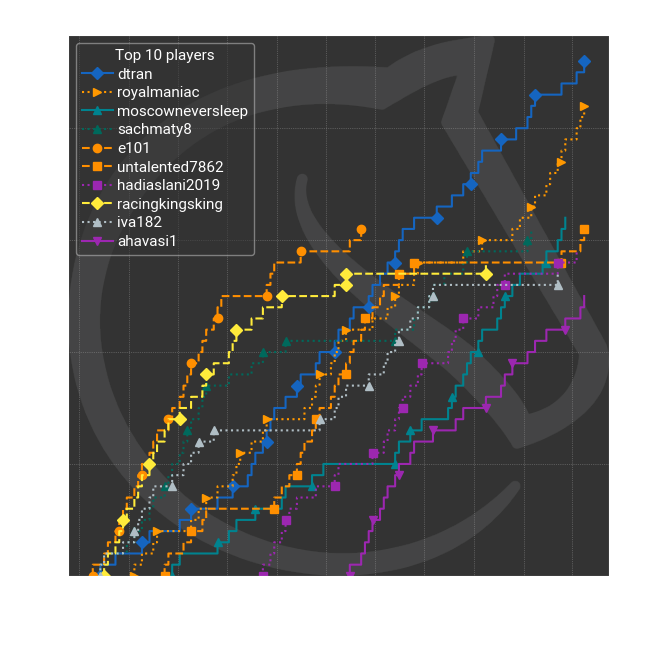 Top 10 players
dtran
royalmaniac
moscowneversleep
sachmaty8
e101
untalented7862
hadiaslani2019
racingkingsking
iva182
ahavasi1